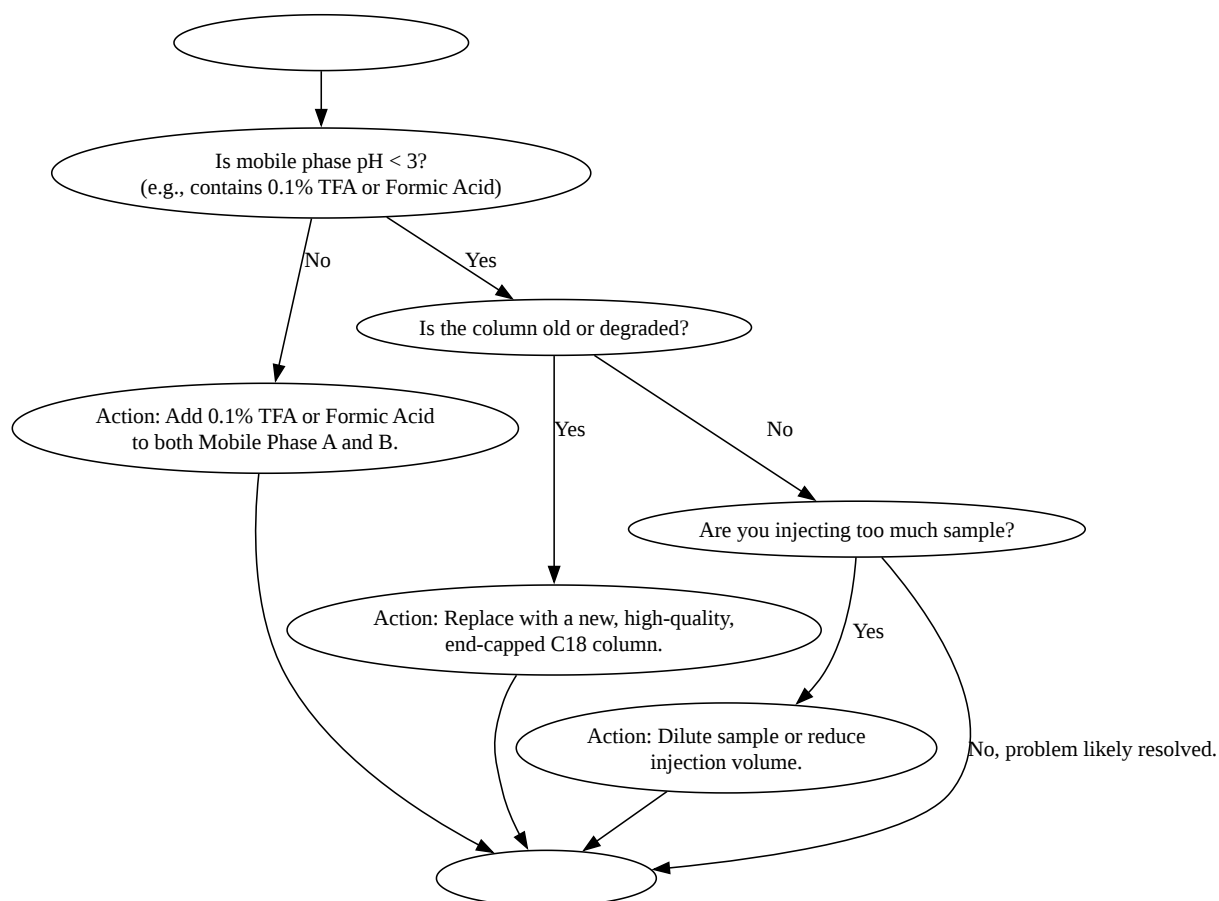 Is mobile phase pH < 3?
(e.g., contains 0.1% TFA or Formic Acid)
No
Yes
Is the column old or degraded?
Action: Add 0.1% TFA or Formic Acid
to both Mobile Phase A and B.
Yes
No
Are you injecting too much sample?
Action: Replace with a new, high-quality,
end-capped C18 column.
Yes
Action: Dilute sample or reduce
injection volume.
No, problem likely resolved.